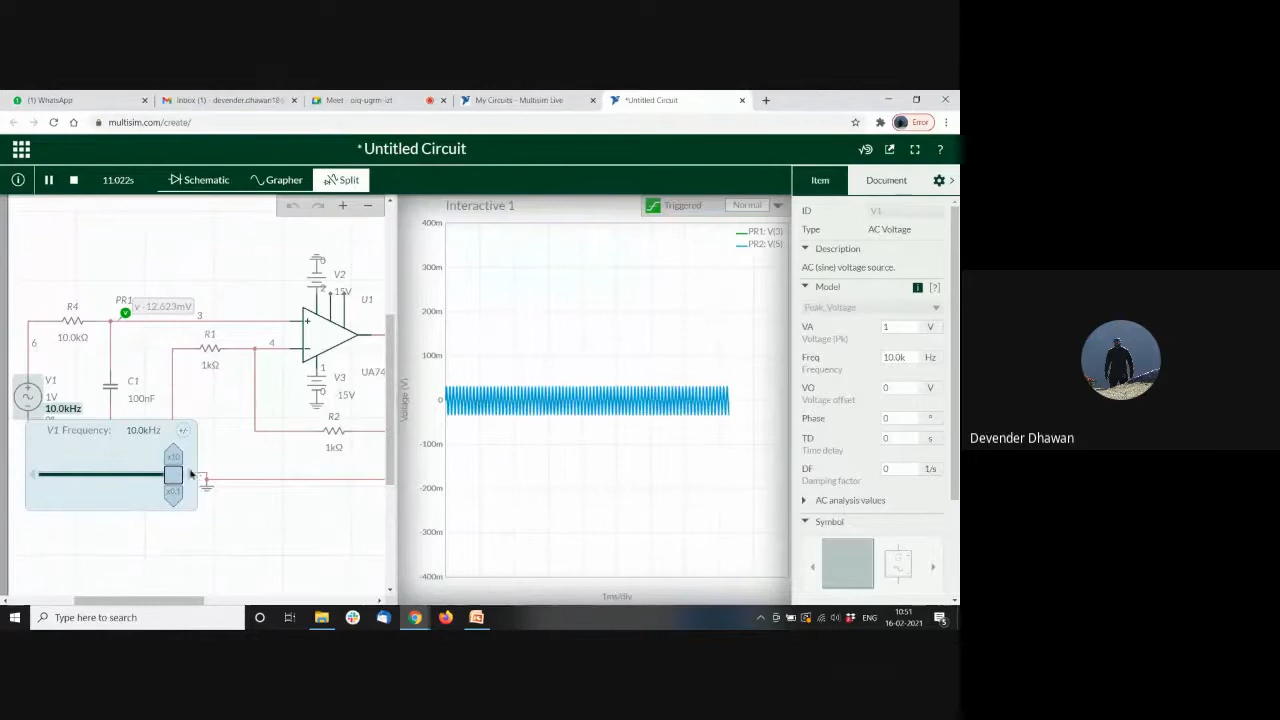 (1) WhatsApp
Inbox (1) - devender.dhawan18@
Meet - oiq-ugrm-izt
My Circuits - Multisim Live
*Untitled Circuit
multisim.com/create/
Error
* Untitled Circuit
11.022s
Schematic
Grapher
Split
Item
Document
Interactive 1
Triggered
Normal
PR1: V(3)
PR2: V(5)
400m
300m
200m
100m
0
-100m
-200m
-300m
-400m
Voltage (V)
1ms/div
V2
15V
U1
PR1
v -12.623mV
R4
10.0kΩ
3
6
R1
1kΩ
4
C1
100nF
V1
1V
10.0kHz
V3
15V
UA74
R2
1kΩ
V1 Frequency: 10.0kHz
+/-
x10
x0.1
ID V1
Type AC Voltage
Description
AC (sine) voltage source.
Model
i [?]
Peak_Voltage
VA 1 V
Voltage (Pk)
Freq 10.0k Hz
Frequency
VO 0 V
Voltage offset
Phase 0 °
TD 0 s
Time delay
DF 0 1/s
Damping factor
AC analysis values
Symbol
Devender Dhawan
Type here to search
ENG
10:51
16-02-2021